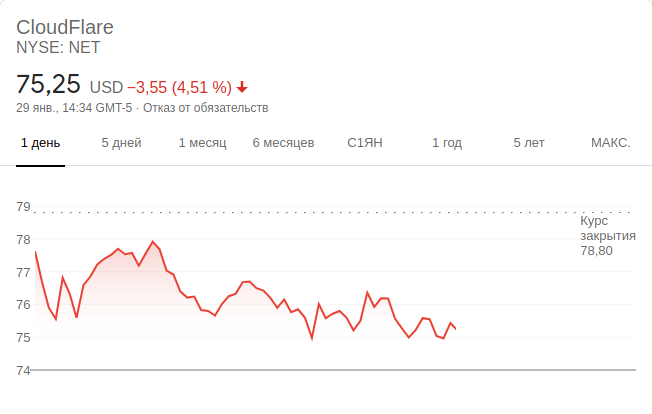 CloudFlare
NYSE: NET
75,25 USD −3,55 (4,51 %)
29 янв., 14:34 GMT-5 · Отказ от обязательств
1 день 5 дней 1 месяц 6 месяцев С1ЯН 1 год 5 лет МАКС.
79
Курс
закрытия
78,80
78
77
76
75
74